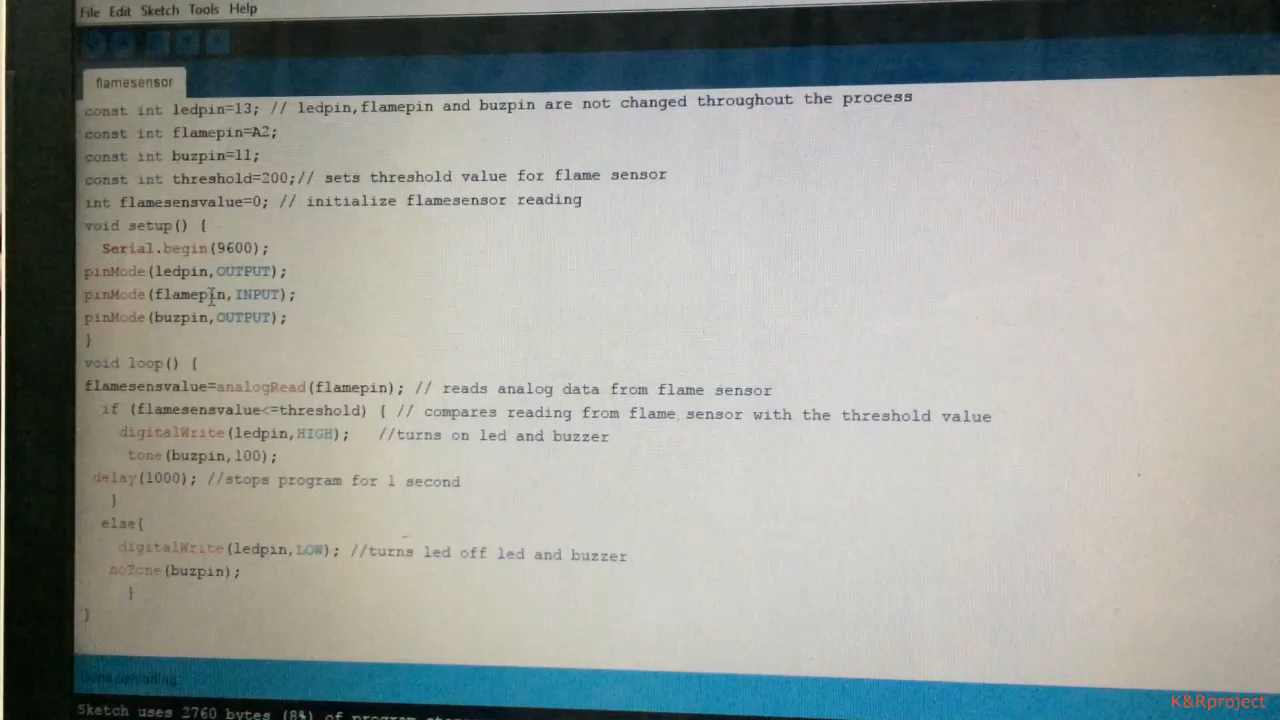 File Edit Sketch Tools Help
flamesensor
const int ledpin=13; // ledpin,flamepin and buzpin are not changed throughout the process
const int flamepin=A2;
const int buzpin=11;
const int threshold=200;// sets threshold value for flame sensor
int flamesensvalue=0; // initialize flamesensor reading
void setup() {
Serial.begin(9600);
pinMode(ledpin,OUTPUT);
pinMode(flamepin,INPUT);
pinMode(buzpin,OUTPUT);
}
void loop() {
flamesensvalue=analogRead(flamepin); // reads analog data from flame sensor
if (flamesensvalue<=threshold) { // compares reading from flame sensor with the threshold value
digitalWrite(ledpin,HIGH); //turns on led and buzzer
tone(buzpin,100);
delay(1000); //stops program for 1 second
}
else{
digitalWrite(ledpin,LOW); //turns led off led and buzzer
noTone(buzpin);
}
}
Sketch uses 2760 bytes (8%) of program
K&Rproject